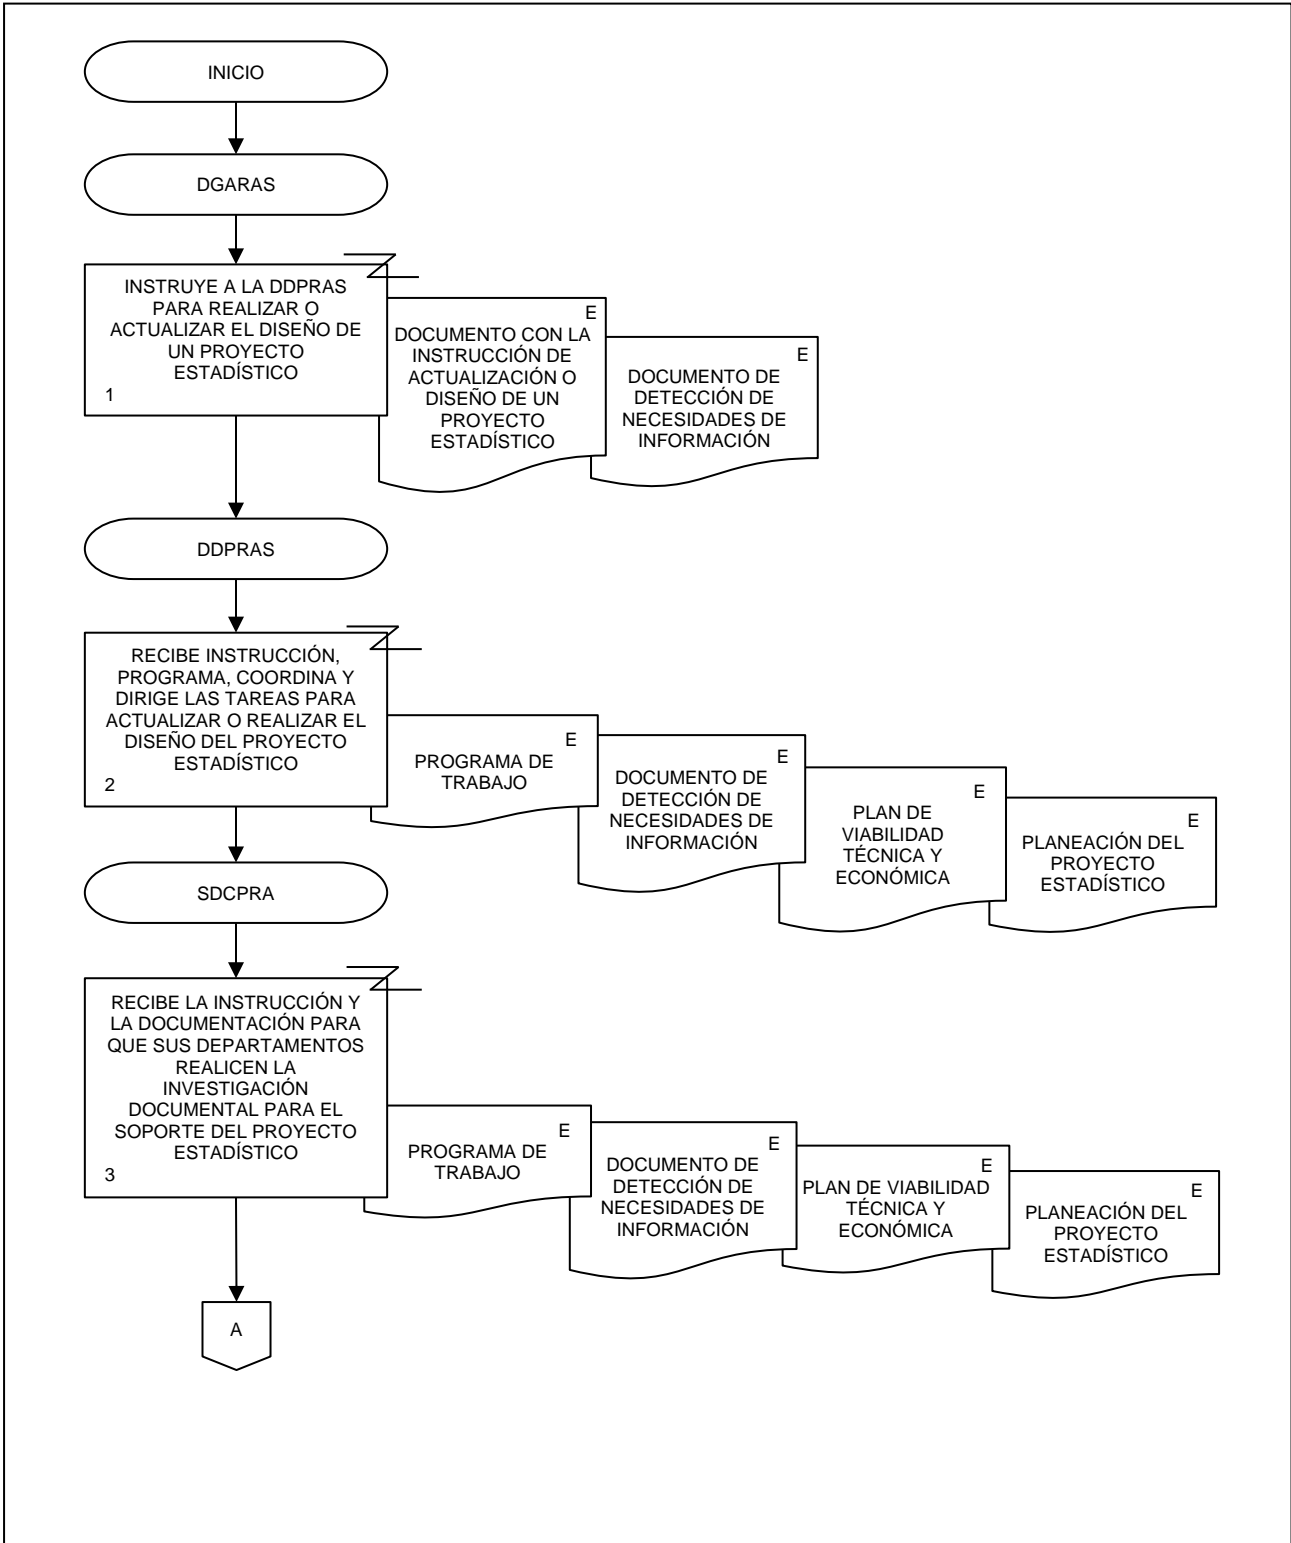 INICIO
DGARAS
INSTRUYE A LA DDPRAS
PARA REALIZAR O
ACTUALIZAR EL DISEÑO DE
UN PROYECTO
ESTADÍSTICO
1
E
DOCUMENTO CON LA
INSTRUCCIÓN DE
ACTUALIZACIÓN O
DISEÑO DE UN
PROYECTO
ESTADÍSTICO
E
DOCUMENTO DE
DETECCIÓN DE
NECESIDADES DE
INFORMACIÓN
DDPRAS
RECIBE INSTRUCCIÓN,
PROGRAMA, COORDINA Y
DIRIGE LAS TAREAS PARA
ACTUALIZAR O REALIZAR EL
DISEÑO DEL PROYECTO
ESTADÍSTICO
2
E
PROGRAMA DE
TRABAJO
E
DOCUMENTO DE
DETECCIÓN DE
NECESIDADES DE
INFORMACIÓN
E
PLAN DE
VIABILIDAD
TÉCNICA Y
ECONÓMICA
E
PLANEACIÓN DEL
PROYECTO
ESTADÍSTICO
SDCPRA
RECIBE LA INSTRUCCIÓN Y
LA DOCUMENTACIÓN PARA
QUE SUS DEPARTAMENTOS
REALICEN LA
INVESTIGACIÓN
DOCUMENTAL PARA EL
SOPORTE DEL PROYECTO
ESTADÍSTICO
3
E
PROGRAMA DE
TRABAJO
E
DOCUMENTO DE
DETECCIÓN DE
NECESIDADES DE
INFORMACIÓN
E
PLAN DE VIABILIDAD
TÉCNICA Y
ECONÓMICA
E
PLANEACIÓN DEL
PROYECTO
ESTADÍSTICO
A